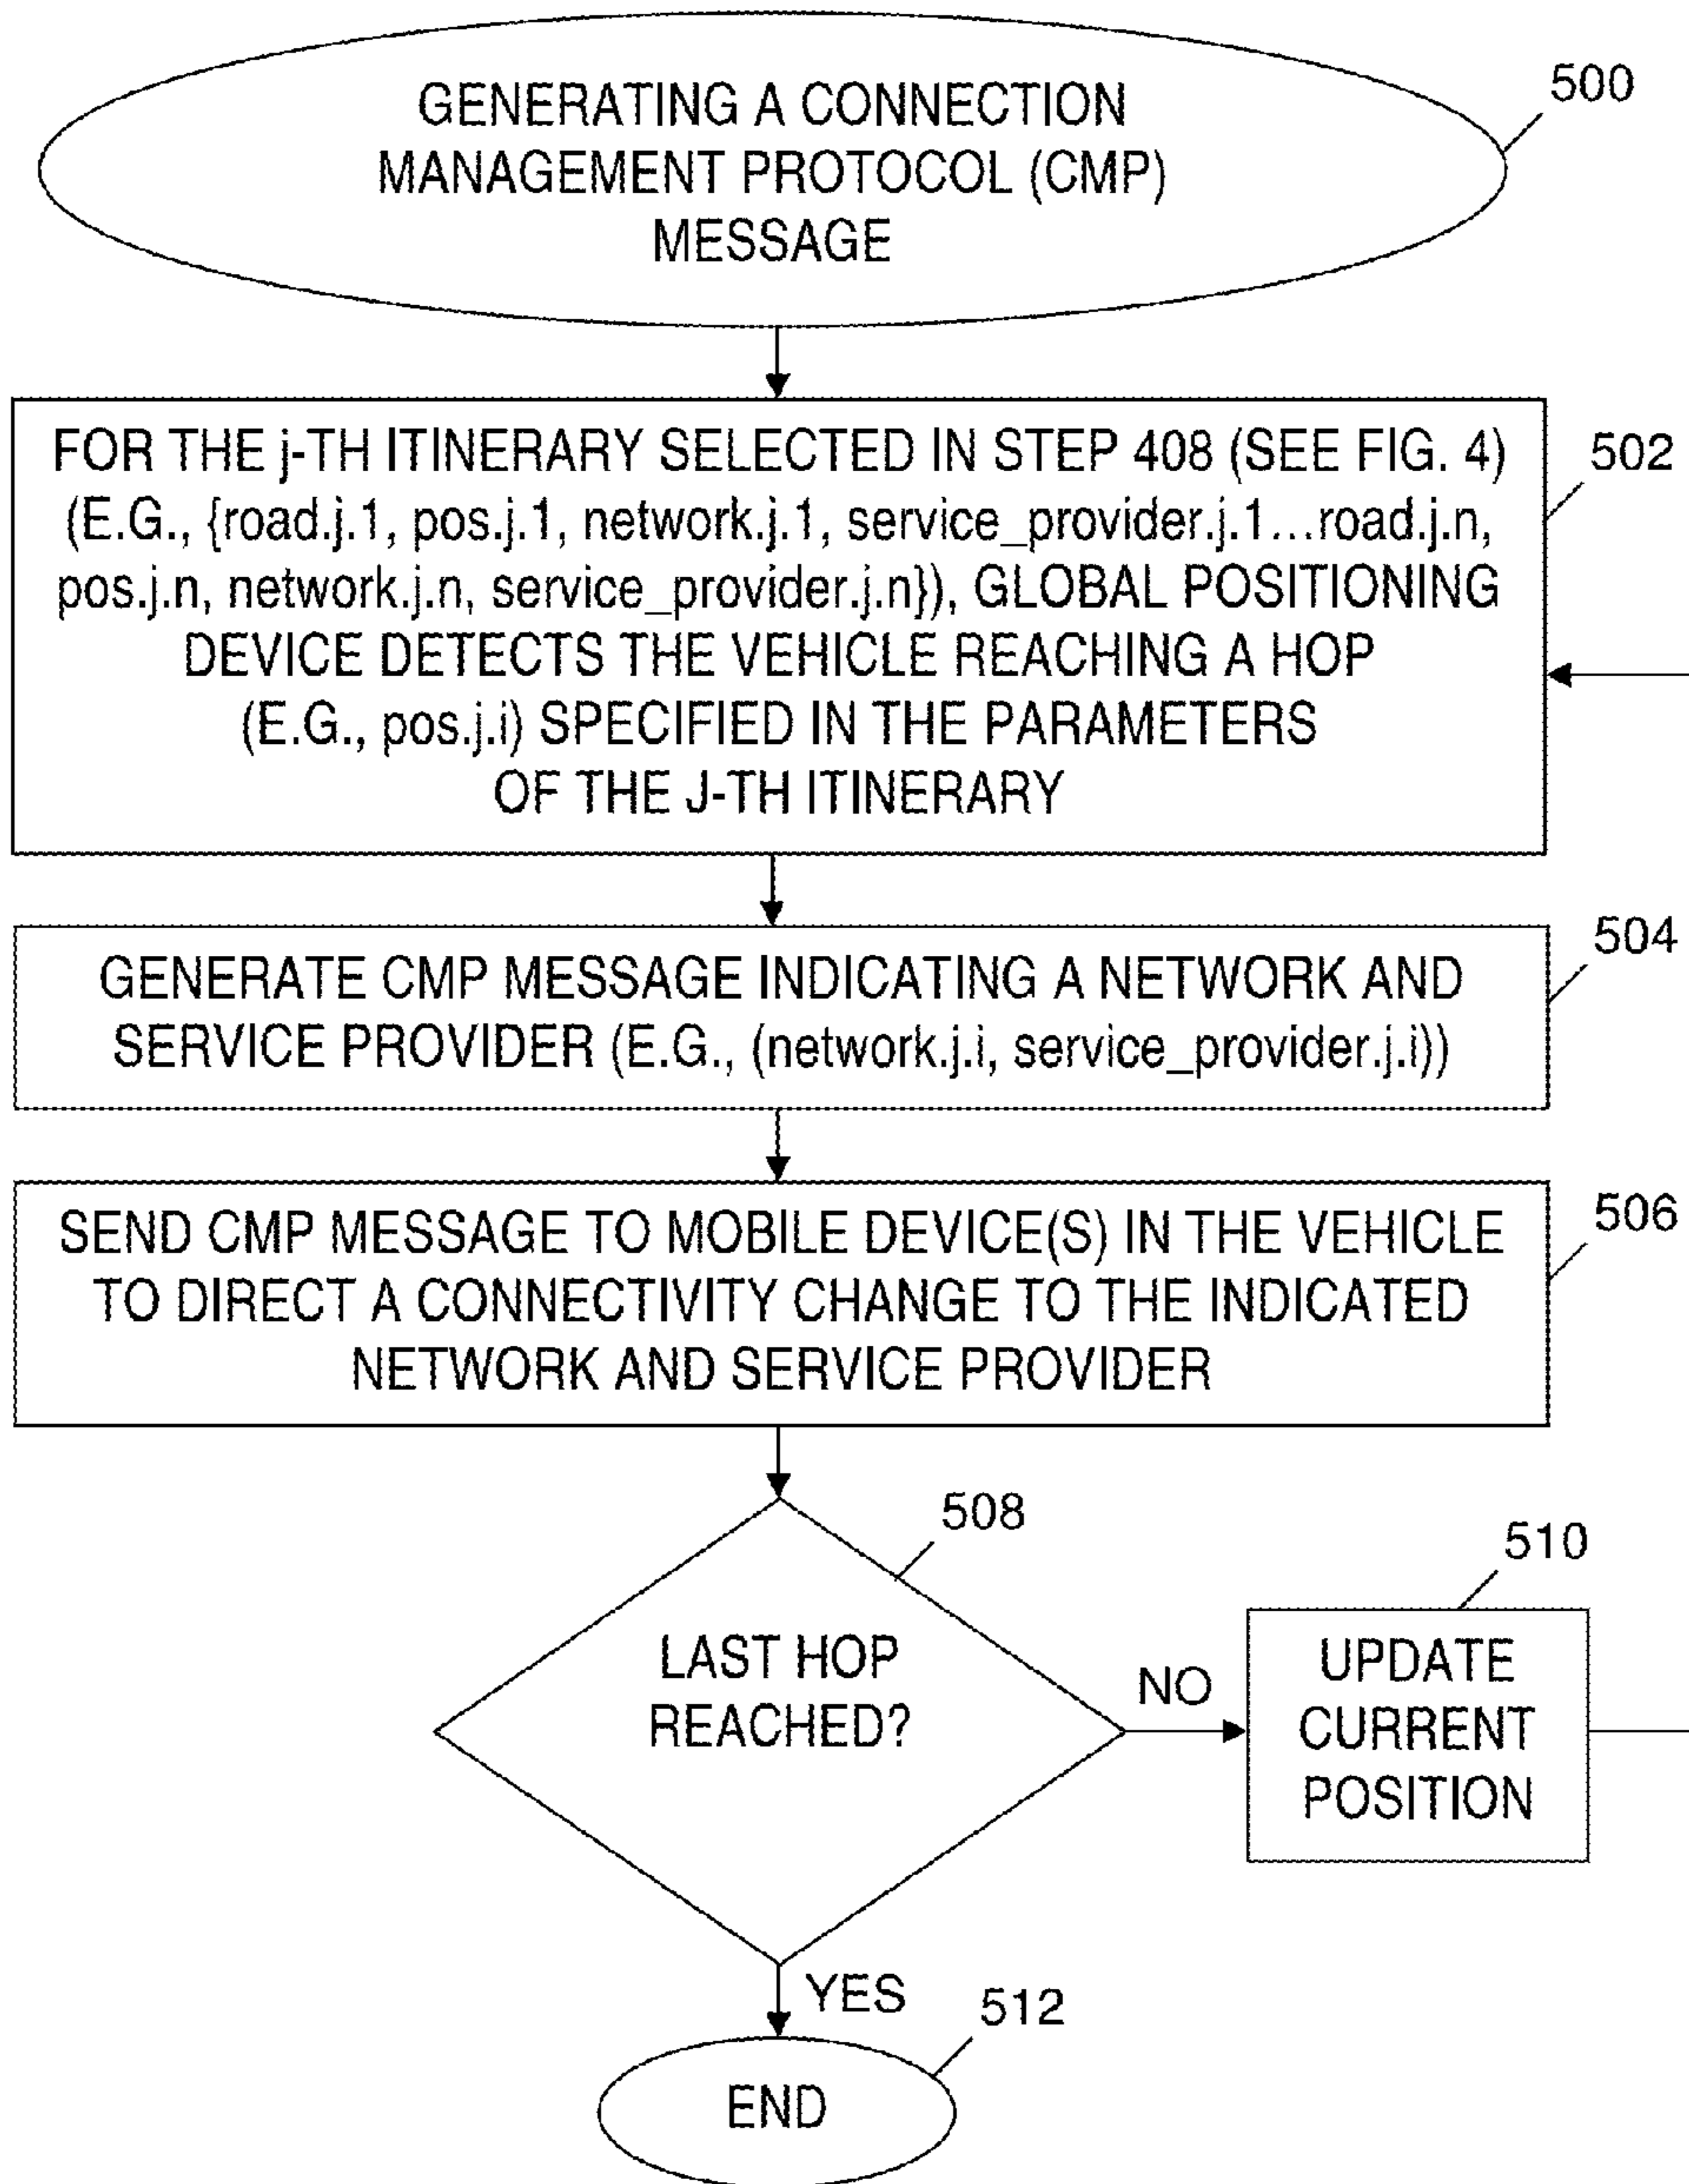 GENERATING A CONNECTION
MANAGEMENT PROTOCOL (CMP)
MESSAGE
500
FOR THE j-TH ITINERARY SELECTED IN STEP 408 (SEE FIG. 4)
(E.G., {road.j.1, pos.j.1, network.j.1, service_provider.j.1...road.j.n,
pos.j.n, network.j.n, service_provider.j.n}), GLOBAL POSITIONING
DEVICE DETECTS THE VEHICLE REACHING A HOP
(E.G., pos.j.i) SPECIFIED IN THE PARAMETERS
OF THE J-TH ITINERARY
502
GENERATE CMP MESSAGE INDICATING A NETWORK AND
SERVICE PROVIDER (E.G., (network.j.i, service_provider.j.i))
504
SEND CMP MESSAGE TO MOBILE DEVICE(S) IN THE VEHICLE
TO DIRECT A CONNECTIVITY CHANGE TO THE INDICATED
NETWORK AND SERVICE PROVIDER
506
LAST HOP
REACHED?
508
NO
UPDATE
CURRENT
POSITION
510
YES
END
512